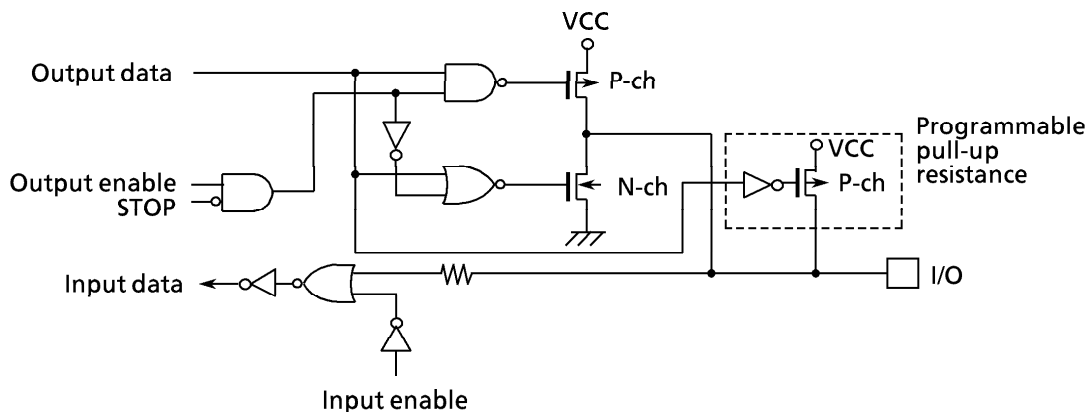 VCC
Output data
P-ch
Programmable
pull-up
resistance
VCC
P-ch
Output enable
STOP
N-ch
Input data
I/O
Input enable